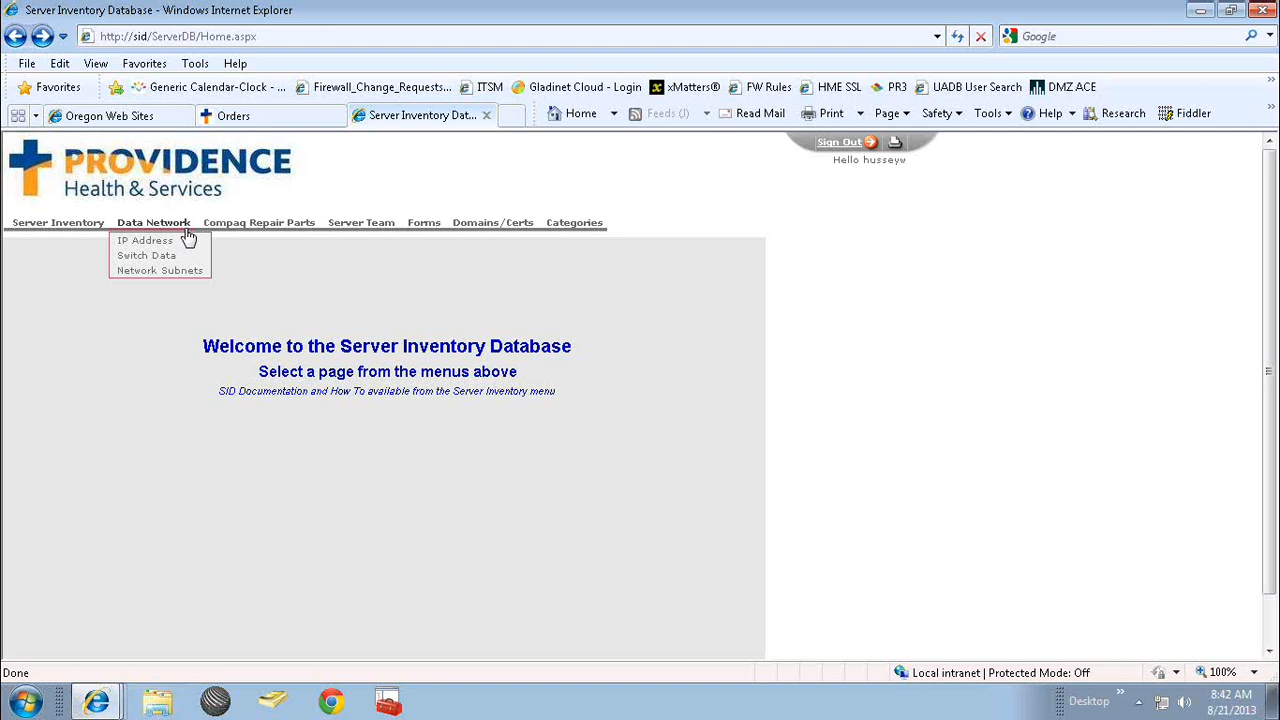 Server Inventory Database - Windows Internet Explorer
http://sid/ServerDB/Home.aspx
Google
File Edit View Favorites Tools Help
Favorites Generic Calendar-Clock - ... Firewall_Change_Requests... ITSM Gladinet Cloud - Login xMatters® FW Rules HME SSL PR3 UADB User Search DMZ ACE
Oregon Web Sites Orders Server Inventory Dat... Home Feeds (J) Read Mail Print Page Safety Tools Help Research Fiddler
Sign Out
Hello husseyw
PROVIDENCE
Health & Services
Server Inventory Data Network Compaq Repair Parts Server Team Forms Domains/Certs Categories
IP Address
Switch Data
Network Subnets
Welcome to the Server Inventory Database
Select a page from the menus above
SID Documentation and How To available from the Server Inventory menu
Done Local intranet | Protected Mode: Off 100%
Desktop
8:42 AM
8/21/2013